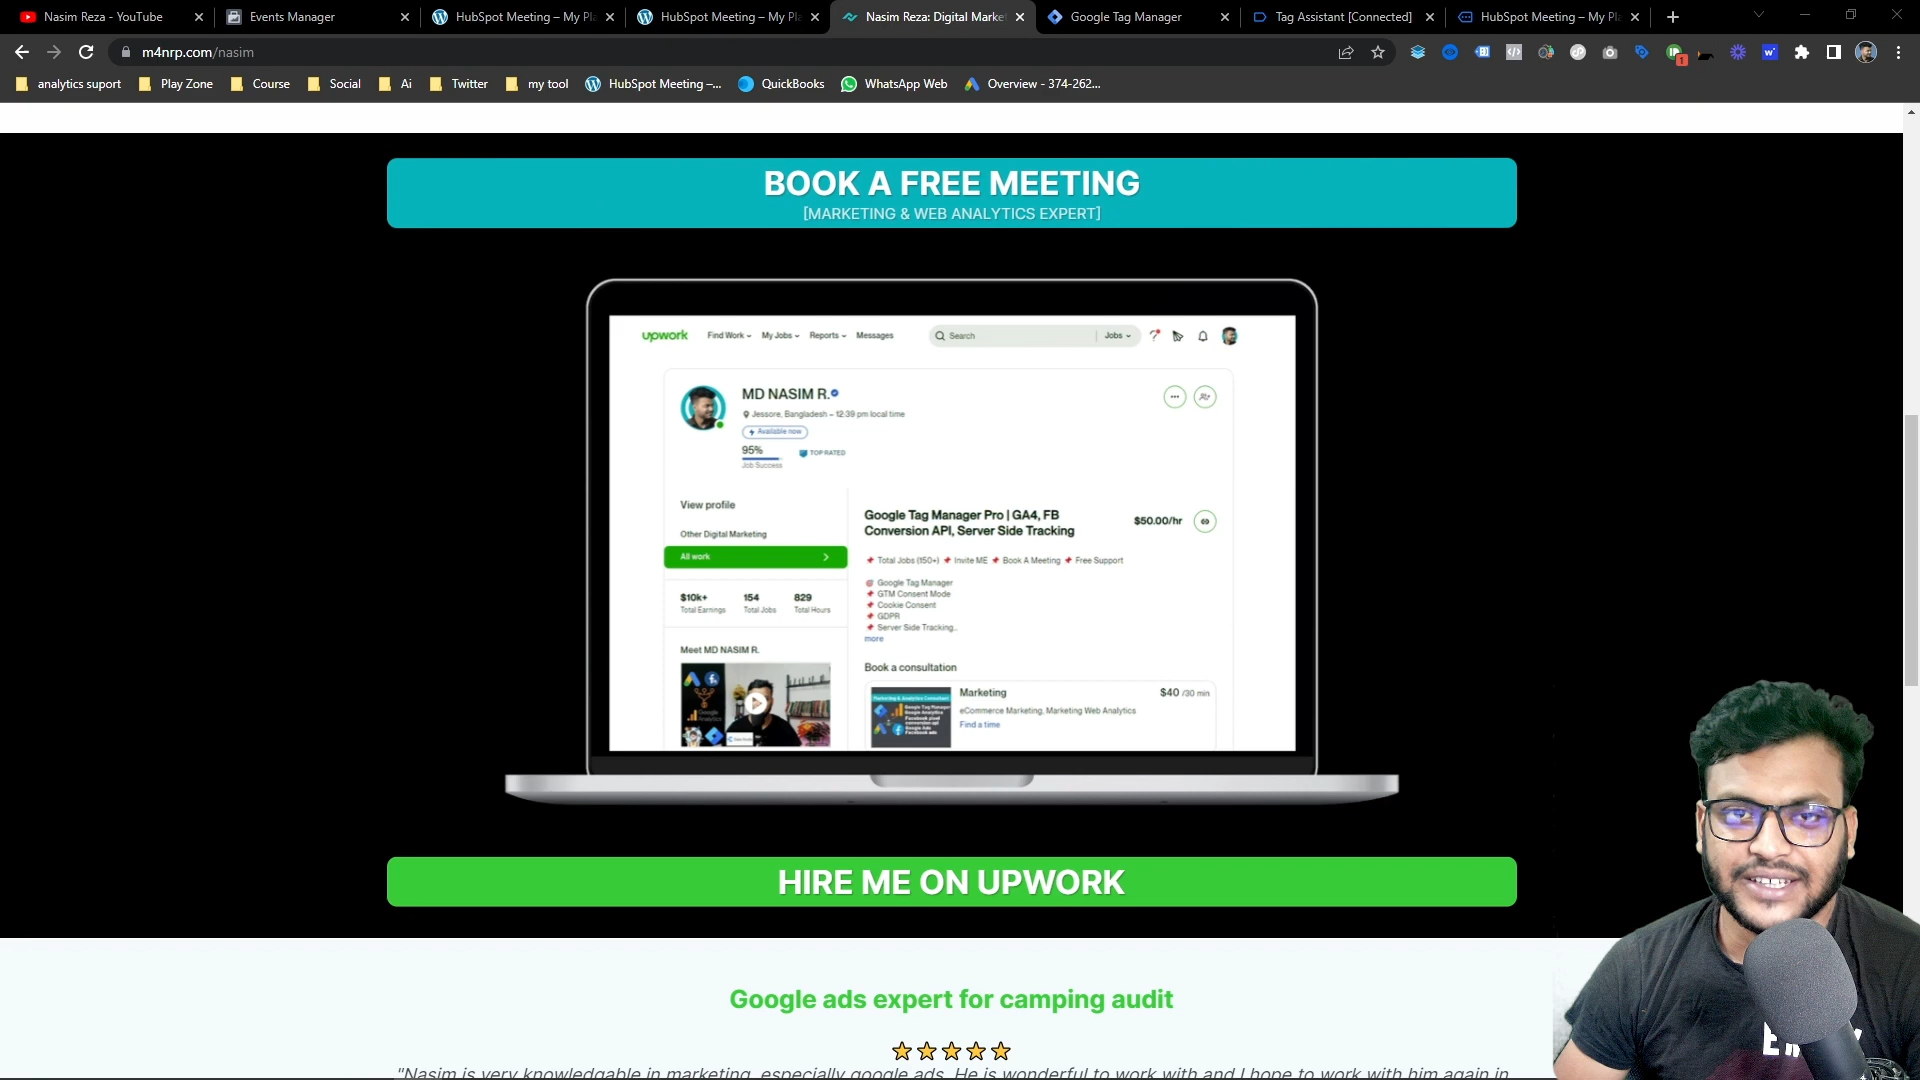 Nasim Reza - YouTube
Events Manager
HubSpot Meeting – My Pl
HubSpot Meeting – My Pl
Nasim Reza: Digital Market
Google Tag Manager
Tag Assistant [Connected]
HubSpot Meeting – My Pl
m4nrp.com/nasim
1
analytics suport
Play Zone
Course
Social
Ai
Twitter
my tool
HubSpot Meeting –...
QuickBooks
WhatsApp Web
Overview - 374-262...
BOOK A FREE MEETING
[MARKETING & WEB ANALYTICS EXPERT]
upwork
Find Work
My Jobs
Reports
Messages
Search
Jobs
MD NASIM R.
Jessore, Bangladesh – 12:39 pm local time
Available now
95%
TOP RATED
Job Success
View profile
Other Digital Marketing
All work
$10k+ 154 829
Total Earnings Total Jobs Total Hours
Meet MD NASIM R.
Google Tag Manager Pro | GA4, FB
Conversion API, Server Side Tracking
$50.00/hr
Total Jobs (150+) Invite ME Book A Meeting Free Support
Google Tag Manager
GTM Consent Mode
Cookie Consent
GDPR
Server Side Tracking..
more
Book a consultation
Marketing
$40 /30 min
eCommerce Marketing, Marketing Web Analytics
Find a time
HIRE ME ON UPWORK
Google ads expert for camping audit
"Nasim is very knowledgable in marketing, especially google ads. He is wonderful to work with and I hope to work with him again in